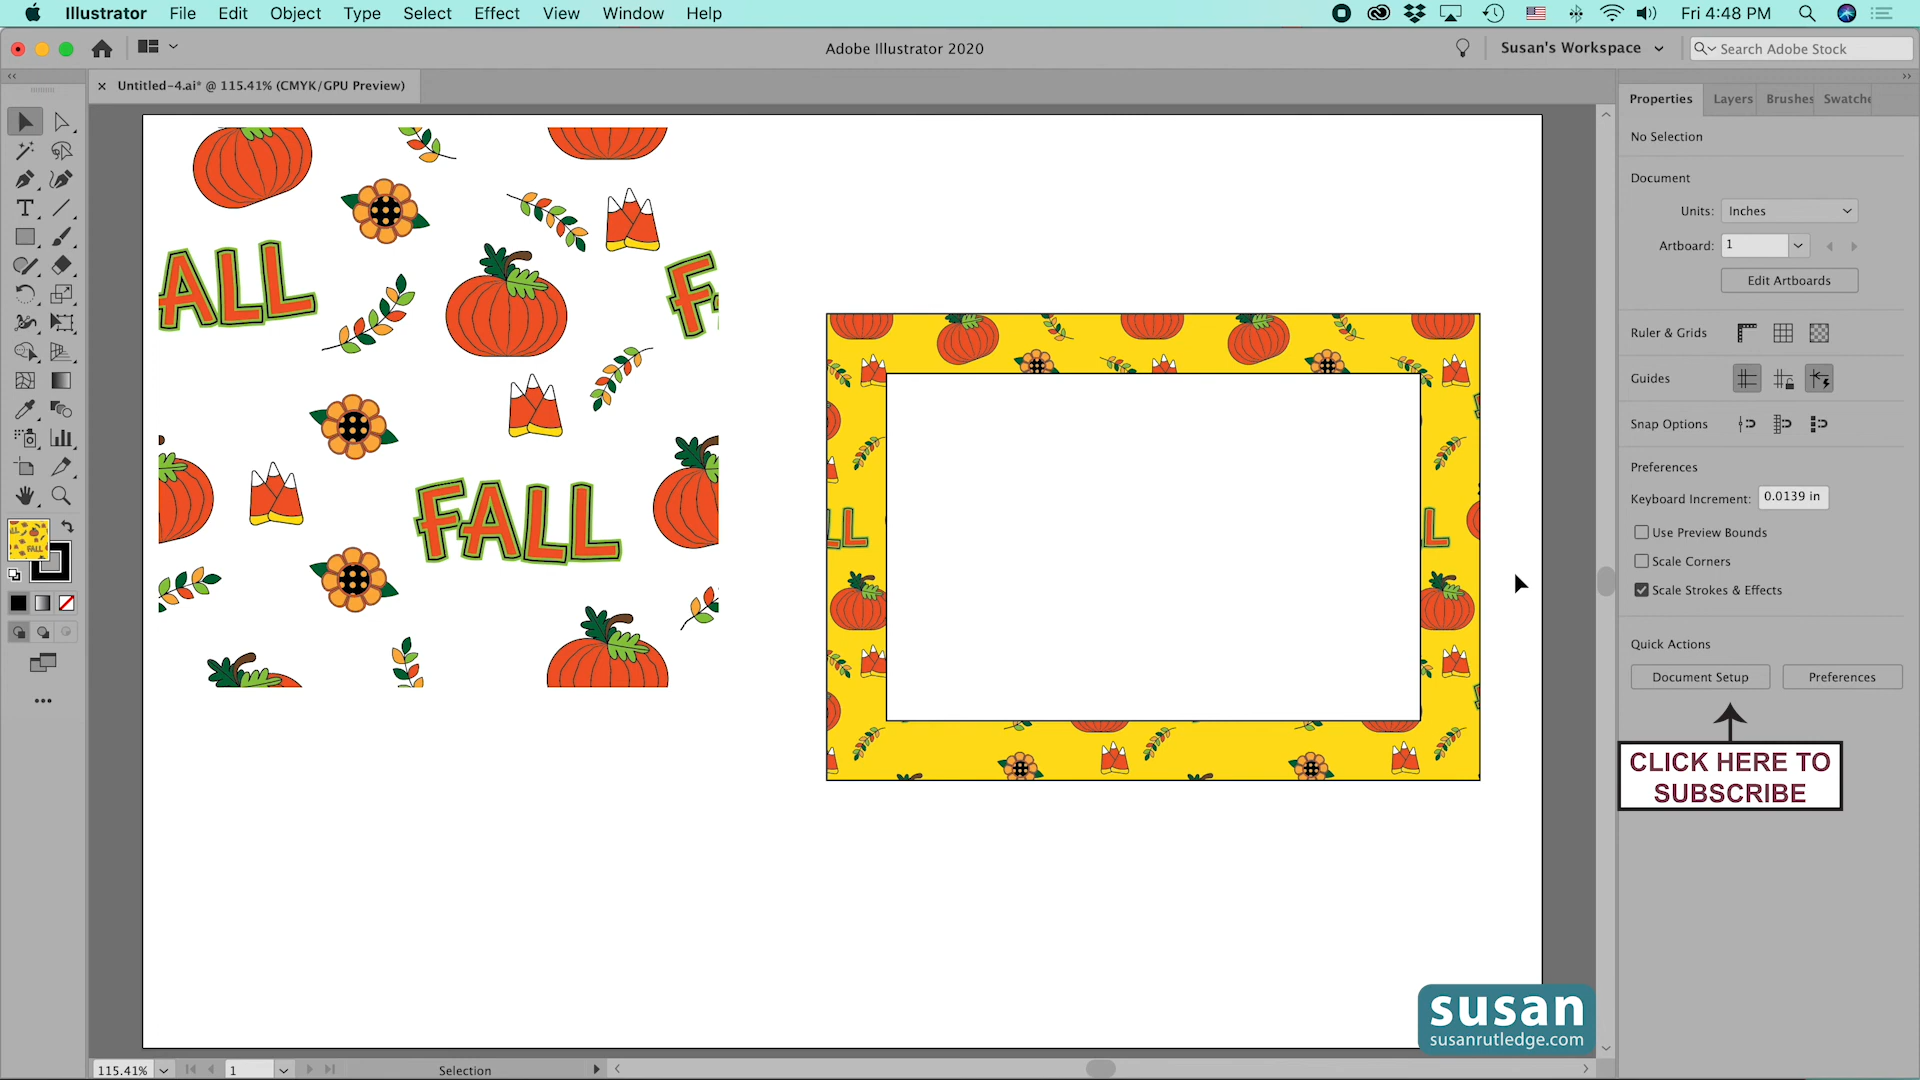 Illustrator File Edit Object Type Select Effect View Window Help Fri 4:48 PM
Adobe Illustrator 2020 Susan's Workspace Search Adobe Stock
Untitled-4.ai* @ 115.41% (CMYK/GPU Preview)
Properties Layers Brushes Swatche
No Selection
Document
Units: Inches
Artboard: 1
Edit Artboards
Ruler & Grids
Guides
Snap Options
Preferences
Keyboard Increment: 0.0139 in
Use Preview Bounds
Scale Corners
Scale Strokes & Effects
Quick Actions
Document Setup Preferences
CLICK HERE TO
SUBSCRIBE
ALL
FA
FALL
LL
L
FALL
susan
susanrutledge.com
115.41% 1 Selection